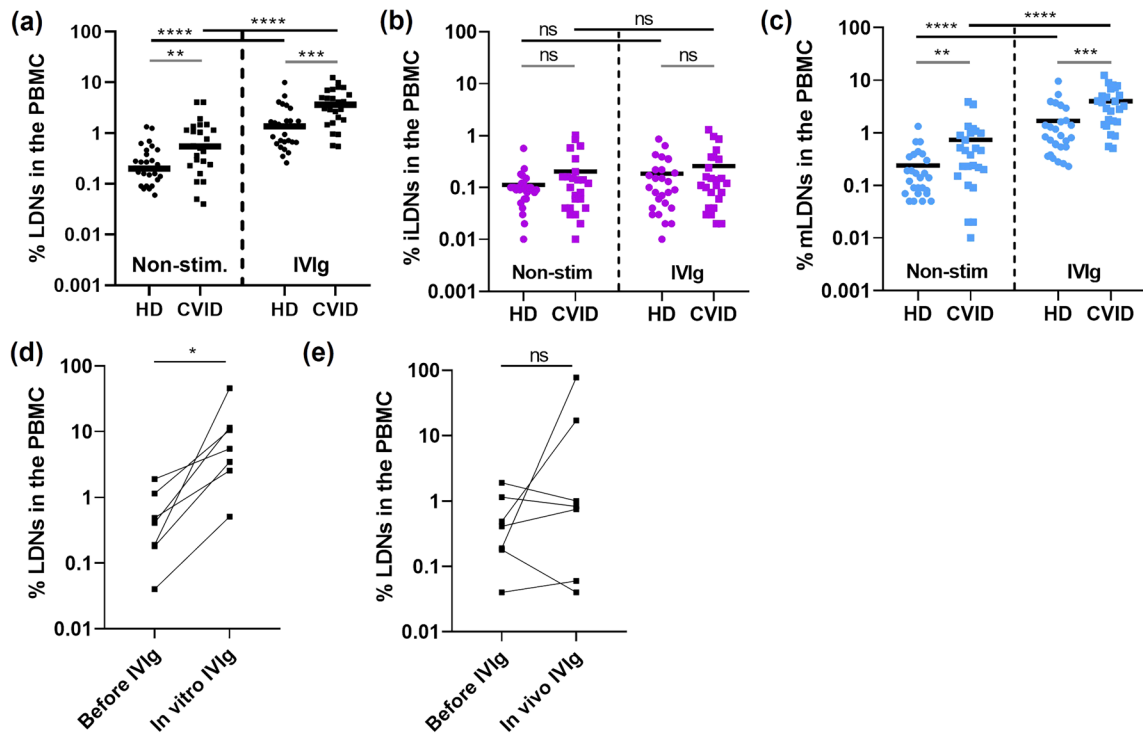 (a)
% LDNs in the PBMC
100
10
1
0.1
0.01
0.001
****
****
**
***
Non-stim.
IVIg
HD
CVID
HD
CVID
(b)
% iLDNs in the PBMC
100
10
1
0.1
0.01
0.001
ns
ns
ns
ns
Non-stim
IVIg
HD
CVID
HD
CVID
(c)
% mLDNs in the PBMC
100
10
1
0.1
0.01
0.001
****
****
**
***
Non-stim
IVIg
HD
CVID
HD
CVID
(d)
% LDNs in the PBMC
100
10
1
0.1
0.01
*
Before IVIg
In vitro IVIg
(e)
% LDNs in the PBMC
100
10
1
0.1
0.01
ns
Before IVIg
In vivo IVIg